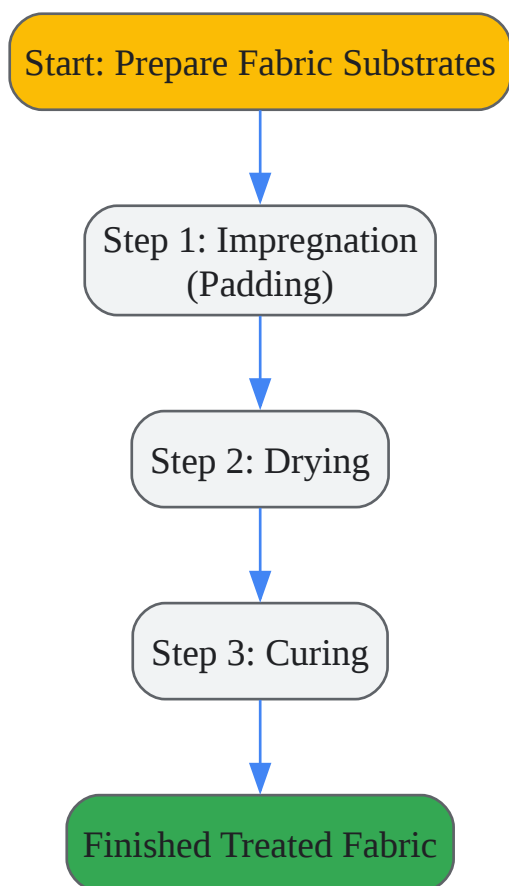 Start: Prepare Fabric Substrates
Step 1: Impregnation
(Padding)
Step 2: Drying
Step 3: Curing
Finished Treated Fabric